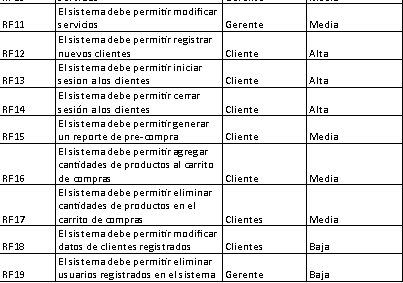 El sistema debe permitir modificar
RF11 servicios Gerente Media
El sistema debe permitir registrar
RF12 nuevos clientes Cliente Alta
El sistema debe permitir iniciar
RF13 sesion a los clientes Cliente Alta
El sistema debe permitir cerrar
RF14 sesión a los clientes Cliente Alta
El sistema debe permitir generar
RF15 un reporte de pre-compra Cliente Media
El sistema debe permitir agregar
cantidades de productos al carrito
RF16 de compras Cliente Media
El sistema debe permitir eliminar
cantidades de productos en el
RF17 carrito de compras Clientes Media
El sistema debe permitir modificar
RF18 datos de clientes registrados Clientes Baja
El sistema debe permitir eliminar
RF19 usuarios registrados en el sistema Gerente Baja